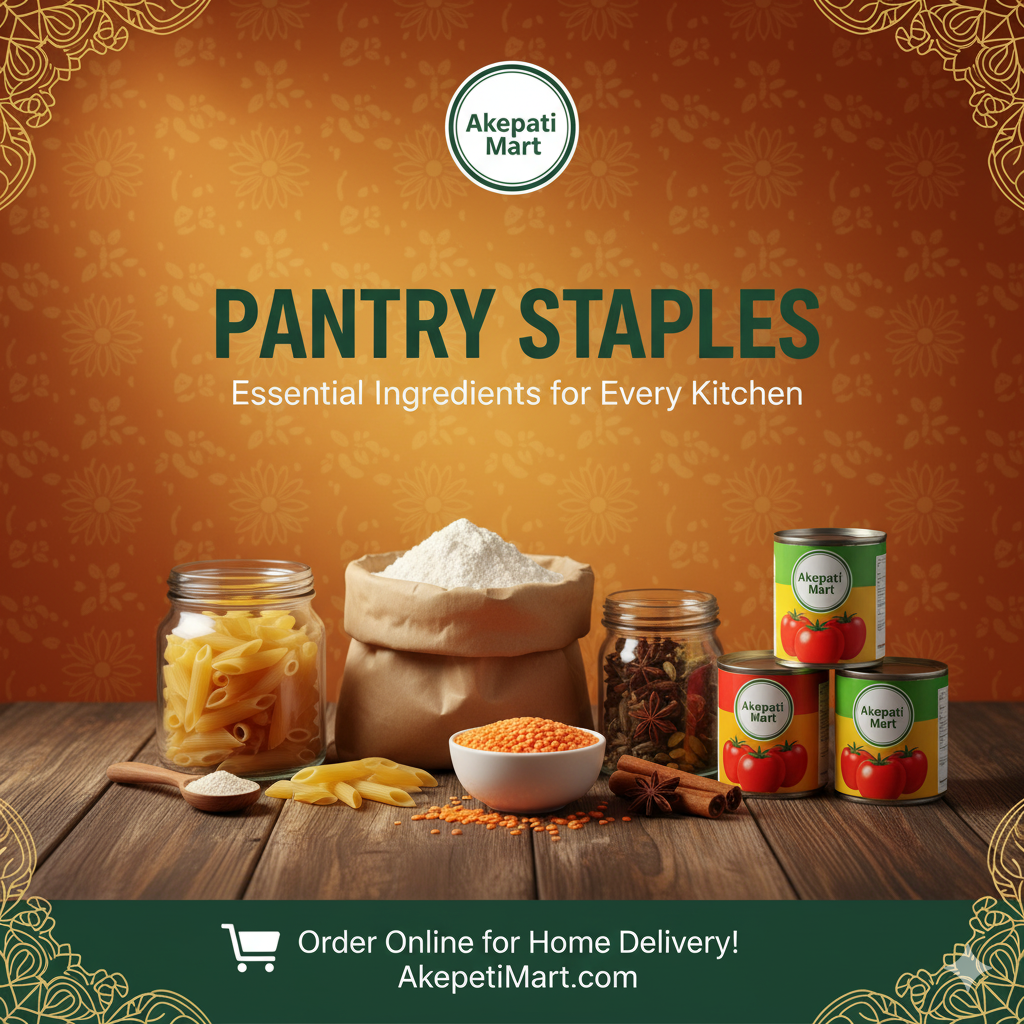 Akepati
Mart
PANTRY STAPLES
Essential Ingredients for Every Kitchen
Akepati
Mart
Akepati
Mart
Akepati
Mert
Order Online for Home Delivery!
AkepetiMart.com